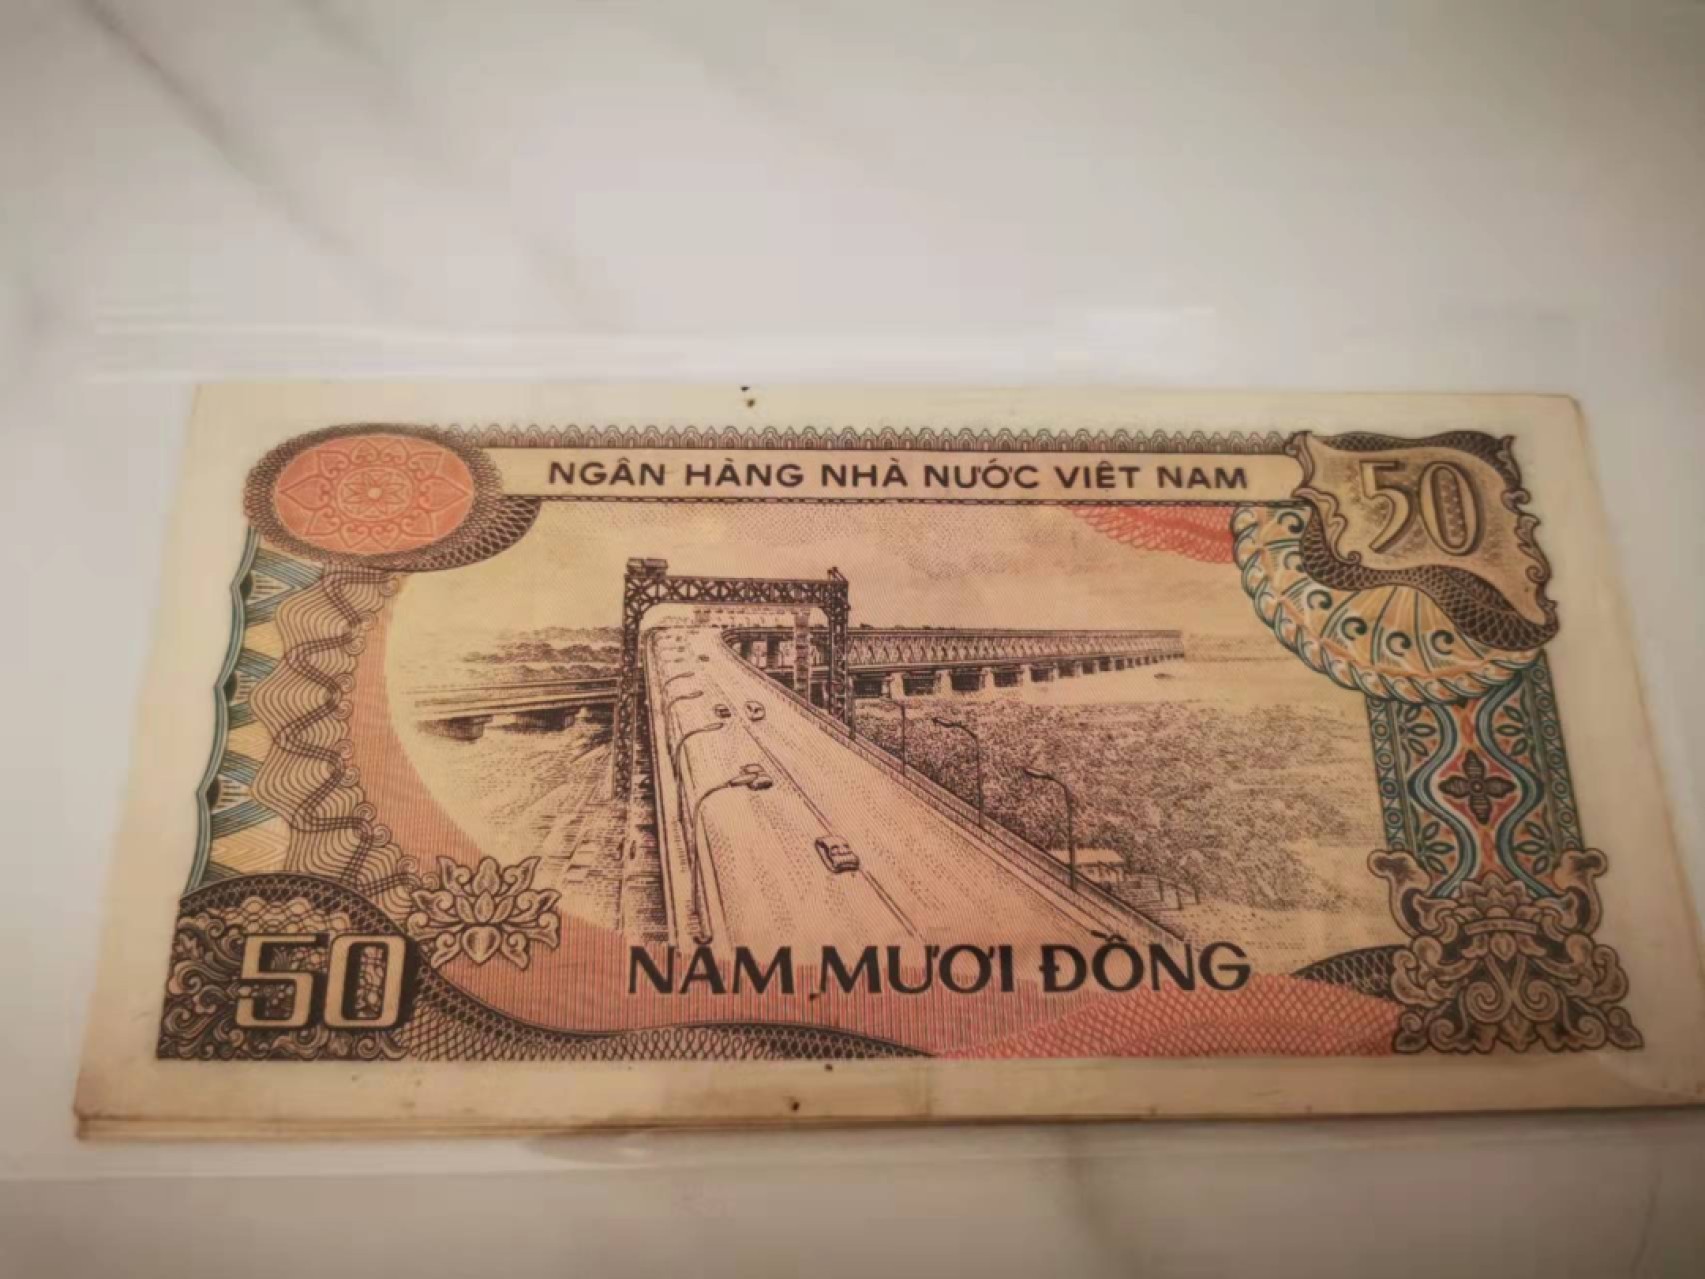 NGÂN HÀNG NHÀ NƯỚC VIỆT NAM
50
50
NĂM MƯƠI ĐỒNG